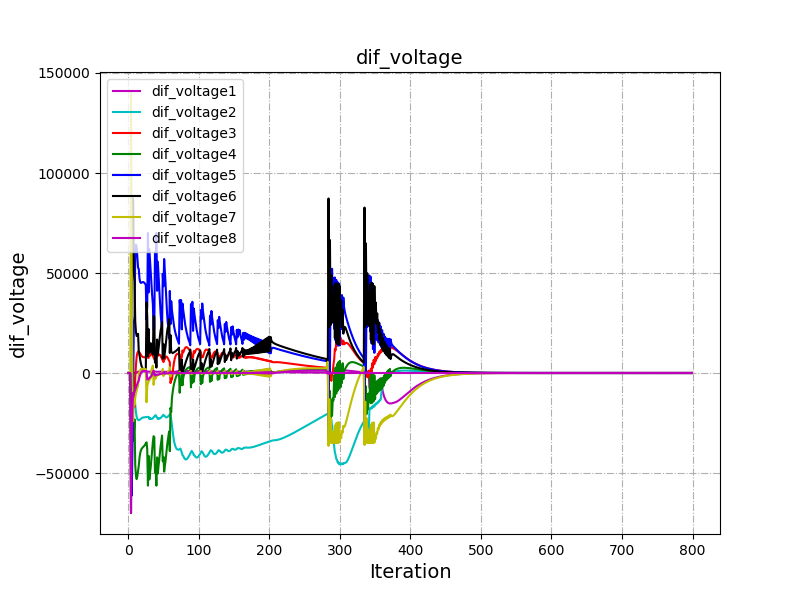 dif_voltage
150000
100000
50000
0
−50000
dif_voltage
dif_voltage1
dif_voltage2
dif_voltage3
dif_voltage4
dif_voltage5
dif_voltage6
dif_voltage7
dif_voltage8
0 100 200 300 400 500 600 700 800
Iteration